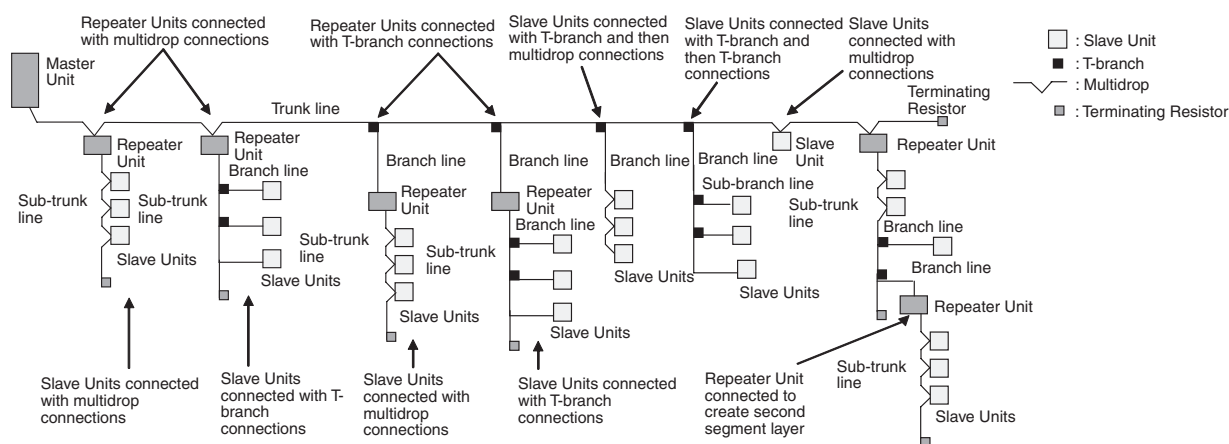 Repeater Units connected
with multidrop connections
Repeater Units connected
with T-branch connections
Slave Units connected
with T-branch and then
multidrop connections
Slave Units connected
with T-branch and
then T-branch
connections
Slave Units
connected with
multidrop
connections
: Slave Unit
: T-branch
: Multidrop
: Terminating Resistor
Master
Unit
Trunk line
Terminating
Resistor
Repeater
Unit
Repeater
Unit
Branch line
Sub-trunk
line
Sub-trunk
line
Slave Units
Slave Units
Branch line
Repeater
Unit
Sub-trunk
line
Slave Units
Branch line
Repeater
Unit
Branch line
Sub-trunk
line
Slave Units
Branch line
Slave Units
Branch line
Sub-branch line
Slave Units
Slave
Unit
Repeater Unit
Sub-trunk
line
Branch line
Branch line
Repeater Unit
Sub-trunk
line
Slave Units
Slave Units connected
with multidrop
connections
Slave Units
connected with T-
branch
connections
Slave Units
connected with
multidrop
connections
Slave Units connected
with T-branch
connections
Repeater Unit
connected to
create second
segment layer